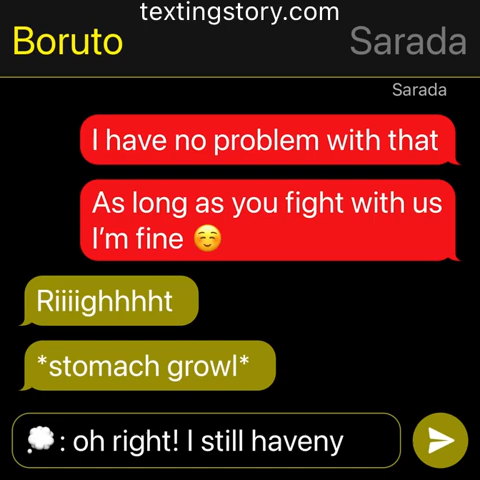 textingstory.com
Boruto
Sarada
Sarada
I have no problem with that
As long as you fight with us
I'm fine ☺️
Riiiighhhht
*stomach growl*
💭: oh right! I still haveny